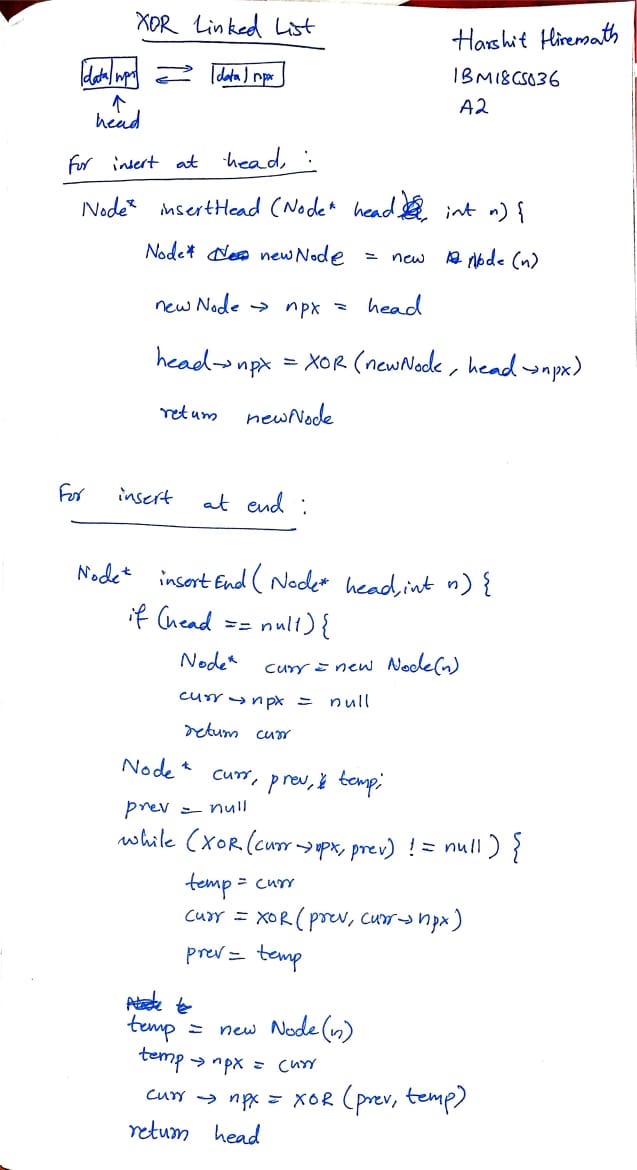 XOR Linked List
Harshit Hiremath
1BM18CS036
A2
data|npx ⇌ data|npx
↑
head
For insert at head, :
Node* insertHead (Node* head, int n) {
Node* newNode = new Node (n)
newNode → npx = head
head→npx = XOR (newNode, head→npx)
return newNode
For insert at end :
Node* insertEnd ( Node* head, int n) {
if (head == null) {
Node* curr = new Node(n)
curr → npx = null
return curr
Node* curr, prev, temp;
prev = null
while (XOR (curr→npx, prev) != null ) {
temp = curr
curr = XOR ( prev, curr→npx)
prev = temp
temp = new Node(n)
temp → npx = curr
curr → npx = XOR (prev, temp)
return head